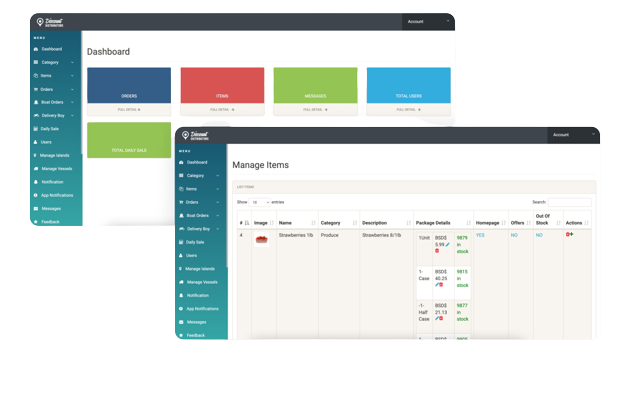 Discount
DISTRIBUTORS
Account
MENU
Dashboard
Category
Items
Orders
Boat Orders
Delivery Boy
Daily Sale
Users
Manage Islands
Manage Vessels
Notification
App Notifications
Messages
Feedback
Dashboard
ORDERS
FULL DETAIL
ITEMS
FULL DETAIL
MESSAGES
FULL DETAIL
TOTAL USERS
FULL DETAIL
TOTAL DAILY SALE
Discount
DISTRIBUTORS
Account
MENU
Dashboard
Category
Items
Orders
Boat Orders
Delivery Boy
Daily Sale
Users
Manage Islands
Manage Vessels
Notification
App Notifications
Messages
Feedback
Manage Items
LIST ITEMS
Show 10 entries
Search:
# Image Name Category Description Package Details Homepage Offers Out Of Stock Actions
4 Strawberries 1lb Produce Strawberries 8/1lb
1Unit BSD$ 5.99 9879 in stock
YES NO NO
1-Case BSD$ 40.25 9815 in stock
-1-Half Case BSD$ 21.13 9877 in stock